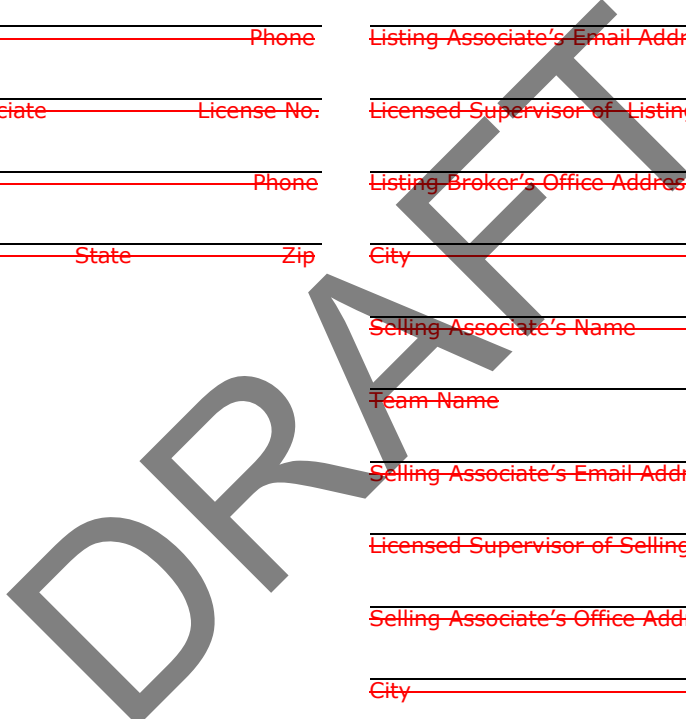 Phone
ciate License No.
Phone
State Zip
Listing Associate's Email Addr
Licensed Supervisor of Listing
Listing Broker's Office Address
City
Selling Associate's Name
Team Name
Selling Associate's Email Addr
Licensed Supervisor of Selling
Selling Associate's Office Add
City
DRAFT